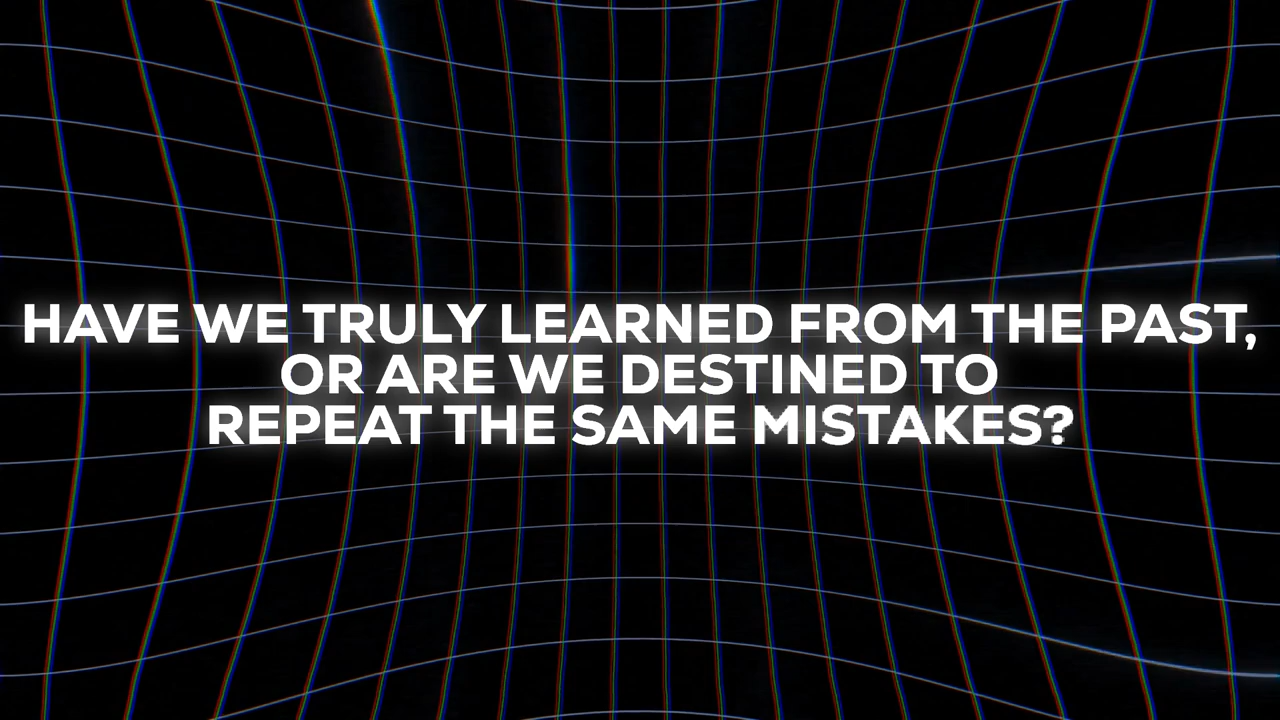 HAVE WE TRULY LEARNED FROM THE PAST,
OR ARE WE DESTINED TO
REPEAT THE SAME MISTAKES?